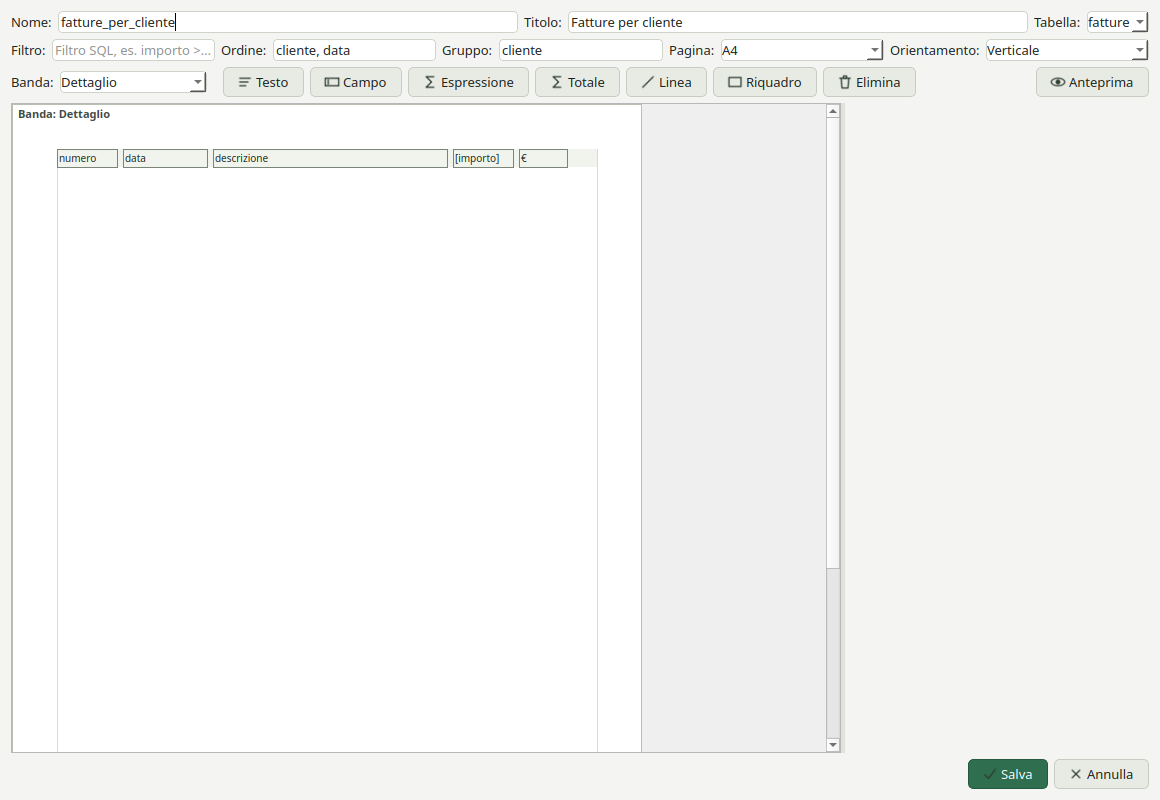 Nome: fatture_per_cliente Titolo: Fatture per cliente Tabella: fatture
Filtro: Filtro SQL, es. importo >... Ordine: cliente, data Gruppo: cliente Pagina: A4 Orientamento: Verticale
Banda: Dettaglio Testo Campo Espressione Totale Linea Riquadro Elimina Anteprima
Banda: Dettaglio
numero data descrizione [importo] €
Salva Annulla